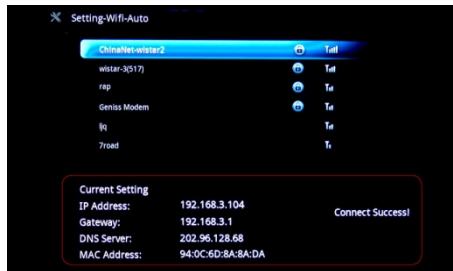 Setting-Wifi-Auto
ChinaNet-wistar2
wistar-3(517)
rap
Geniss Modem
ljq
7road
Current Setting
IP Address: 192.168.3.104
Connect Success!
Gateway: 192.168.3.1
DNS Server: 202.96.128.68
MAC Address: 94:0C:6D:8A:8A:DA